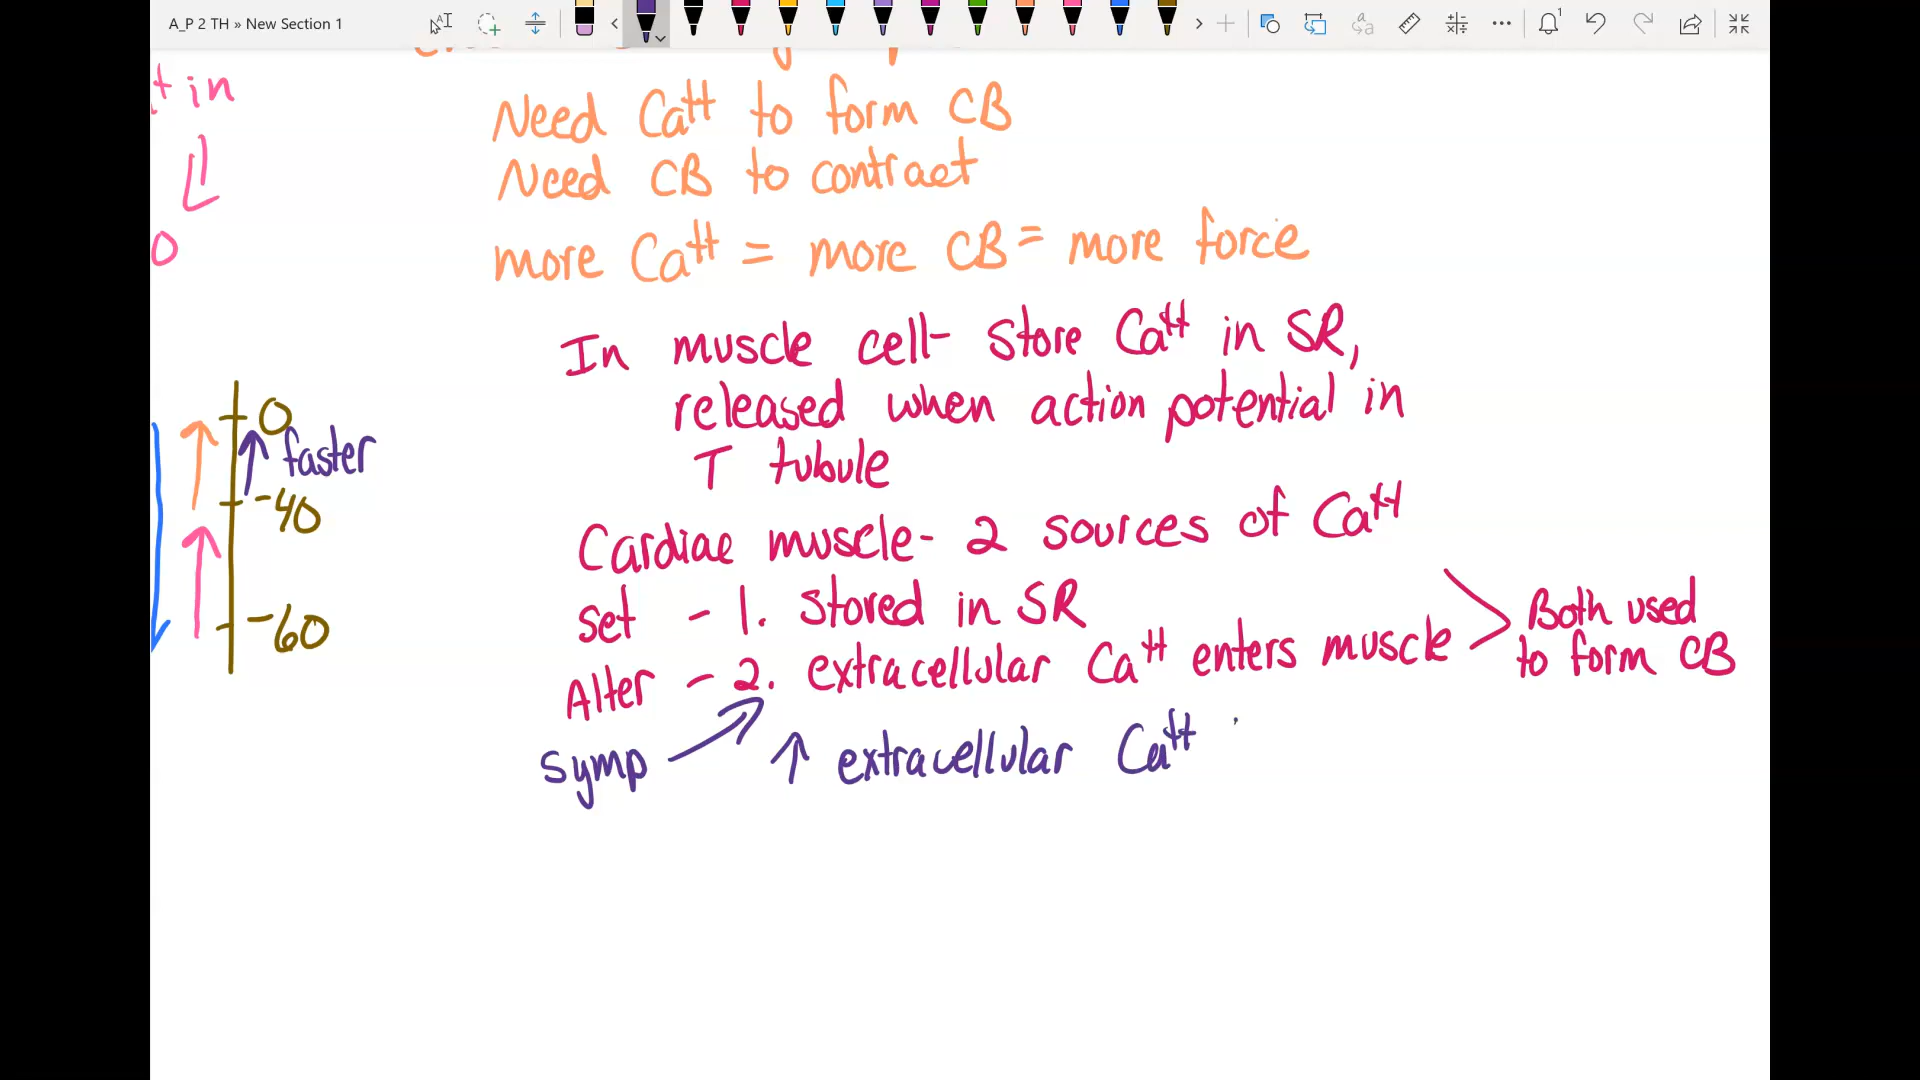 A_P 2 TH » New Section 1
in
Need Ca++ to form CB
Need CB to contract
more Ca++ = more CB = more force
In muscle cell- store Ca++ in SR,
released when action potential in
T tubule
0
faster
-40
-60
Cardiac muscle- 2 sources of Ca++
set - 1. stored in SR
Alter - 2. extracellular Ca++ enters muscle
Both used
to form CB
symp
↑ extracellular Ca++